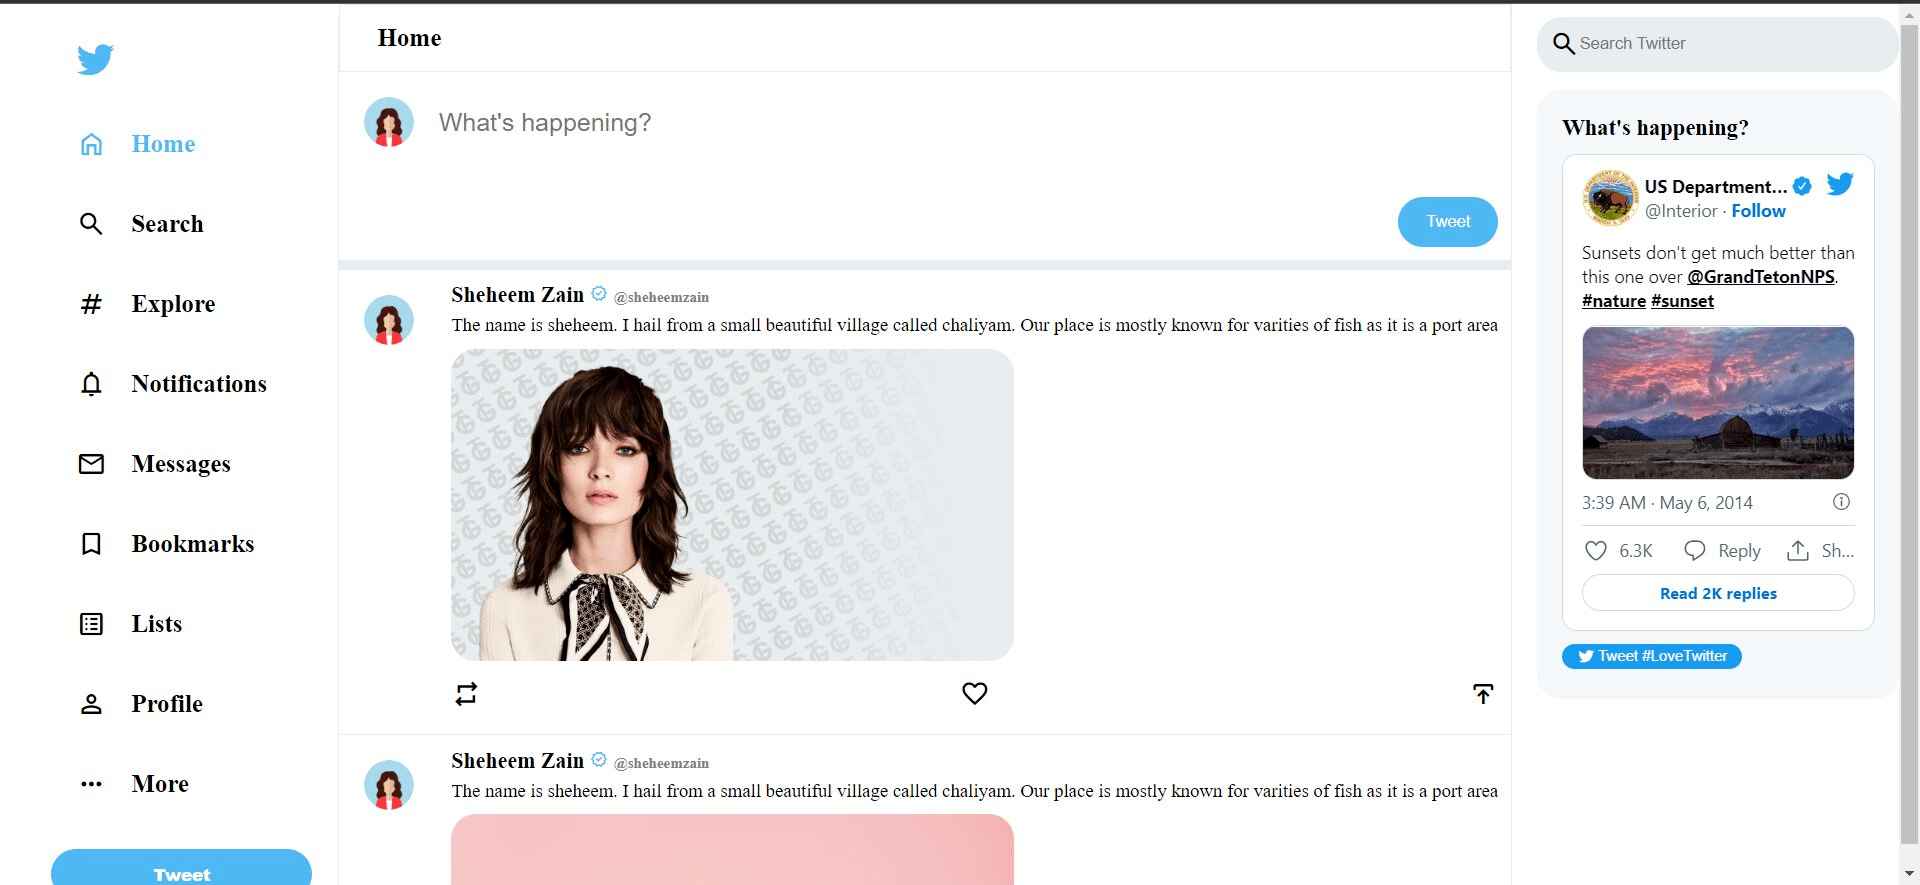 Home
Search
Explore
Notifications
Messages
Bookmarks
Lists
Profile
More
Tweet
Home
What's happening?
Tweet
Sheheem Zain @sheheemzain
The name is sheheem. I hail from a small beautiful village called chaliyam. Our place is mostly known for varities of fish as it is a port area
Sheheem Zain @sheheemzain
The name is sheheem. I hail from a small beautiful village called chaliyam. Our place is mostly known for varities of fish as it is a port area
Search Twitter
What's happening?
US Department...
@Interior · Follow
Sunsets don't get much better than
this one over @GrandTetonNPS.
#nature #sunset
3:39 AM · May 6, 2014
6.3K Reply Sh...
Read 2K replies
Tweet #LoveTwitter